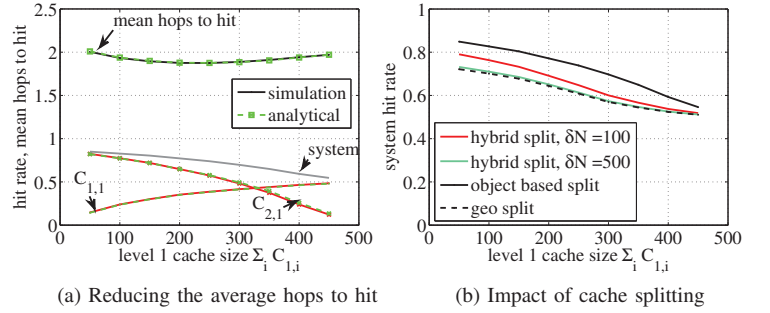 mean hops to hit
2.5
2
1.5
1
0.5
0
hit rate, mean hops to hit
simulation
analytical
system
C1,1
C2,1
0 100 200 300 400 500
level 1 cache size Σi C1,i
(a) Reducing the average hops to hit
1
0.8
0.6
0.4
0.2
0
system hit rate
hybrid split, δN =100
hybrid split, δN =500
object based split
geo split
0 100 200 300 400 500
level 1 cache size Σi C1,i
(b) Impact of cache splitting